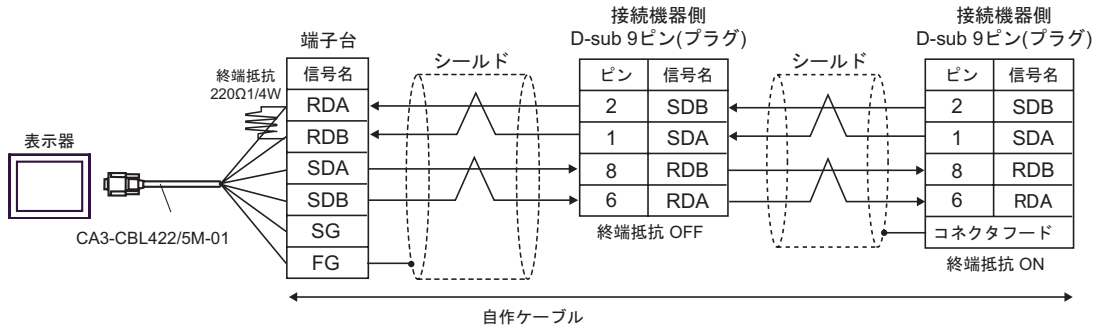 接続機器側
D-sub 9ピン(プラグ)
接続機器側
D-sub 9ピン(プラグ)
端子台
シールド
シールド
終端抵抗
220Ω1/4W
信号名
RDA
RDB
SDA
SDB
SG
FG
ピン 信号名
2 SDB
1 SDA
8 RDB
6 RDA
終端抵抗 OFF
ピン 信号名
2 SDB
1 SDA
8 RDB
6 RDA
コネクタフード
終端抵抗 ON
表示器
CA3-CBL422/5M-01
自作ケーブル